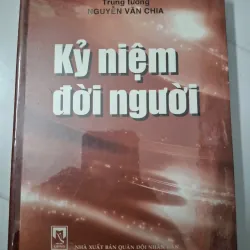 Trung tướng
NGUYỄN VĂN CHIA
Kỷ niệm
đời người
NHÀ XUẤT BẢN QUÂN ĐỘI NHÂN DÂN